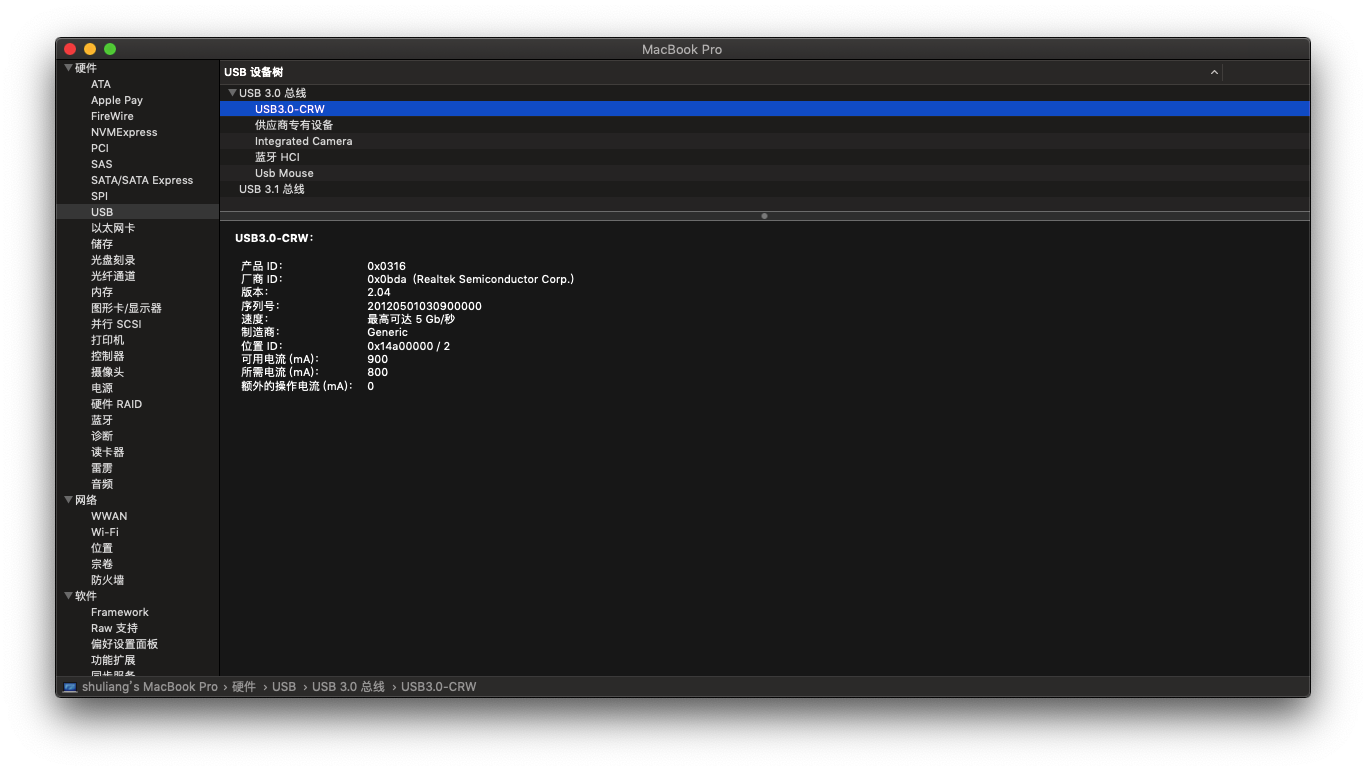 MacBook Pro
硬件
ATA
Apple Pay
FireWire
NVMExpress
PCI
SAS
SATA/SATA Express
SPI
USB
以太网卡
储存
光盘刻录
光纤通道
内存
图形卡/显示器
并行 SCSI
打印机
控制器
摄像头
电源
硬件 RAID
蓝牙
诊断
读卡器
雷雳
音频
网络
WWAN
Wi-Fi
位置
宗卷
防火墙
软件
Framework
Raw 支持
偏好设置面板
功能扩展
同步服务
USB 设备树
USB 3.0 总线
USB3.0-CRW
供应商专有设备
Integrated Camera
蓝牙 HCI
Usb Mouse
USB 3.1 总线
USB3.0-CRW：
产品 ID： 0x0316
厂商 ID： 0x0bda（Realtek Semiconductor Corp.）
版本： 2.04
序列号： 20120501030900000
速度： 最高可达 5 Gb/秒
制造商： Generic
位置 ID： 0x14a00000 / 2
可用电流 (mA)： 900
所需电流 (mA)： 800
额外的操作电流 (mA)： 0
shuliang's MacBook Pro › 硬件 › USB › USB 3.0 总线 › USB3.0-CRW